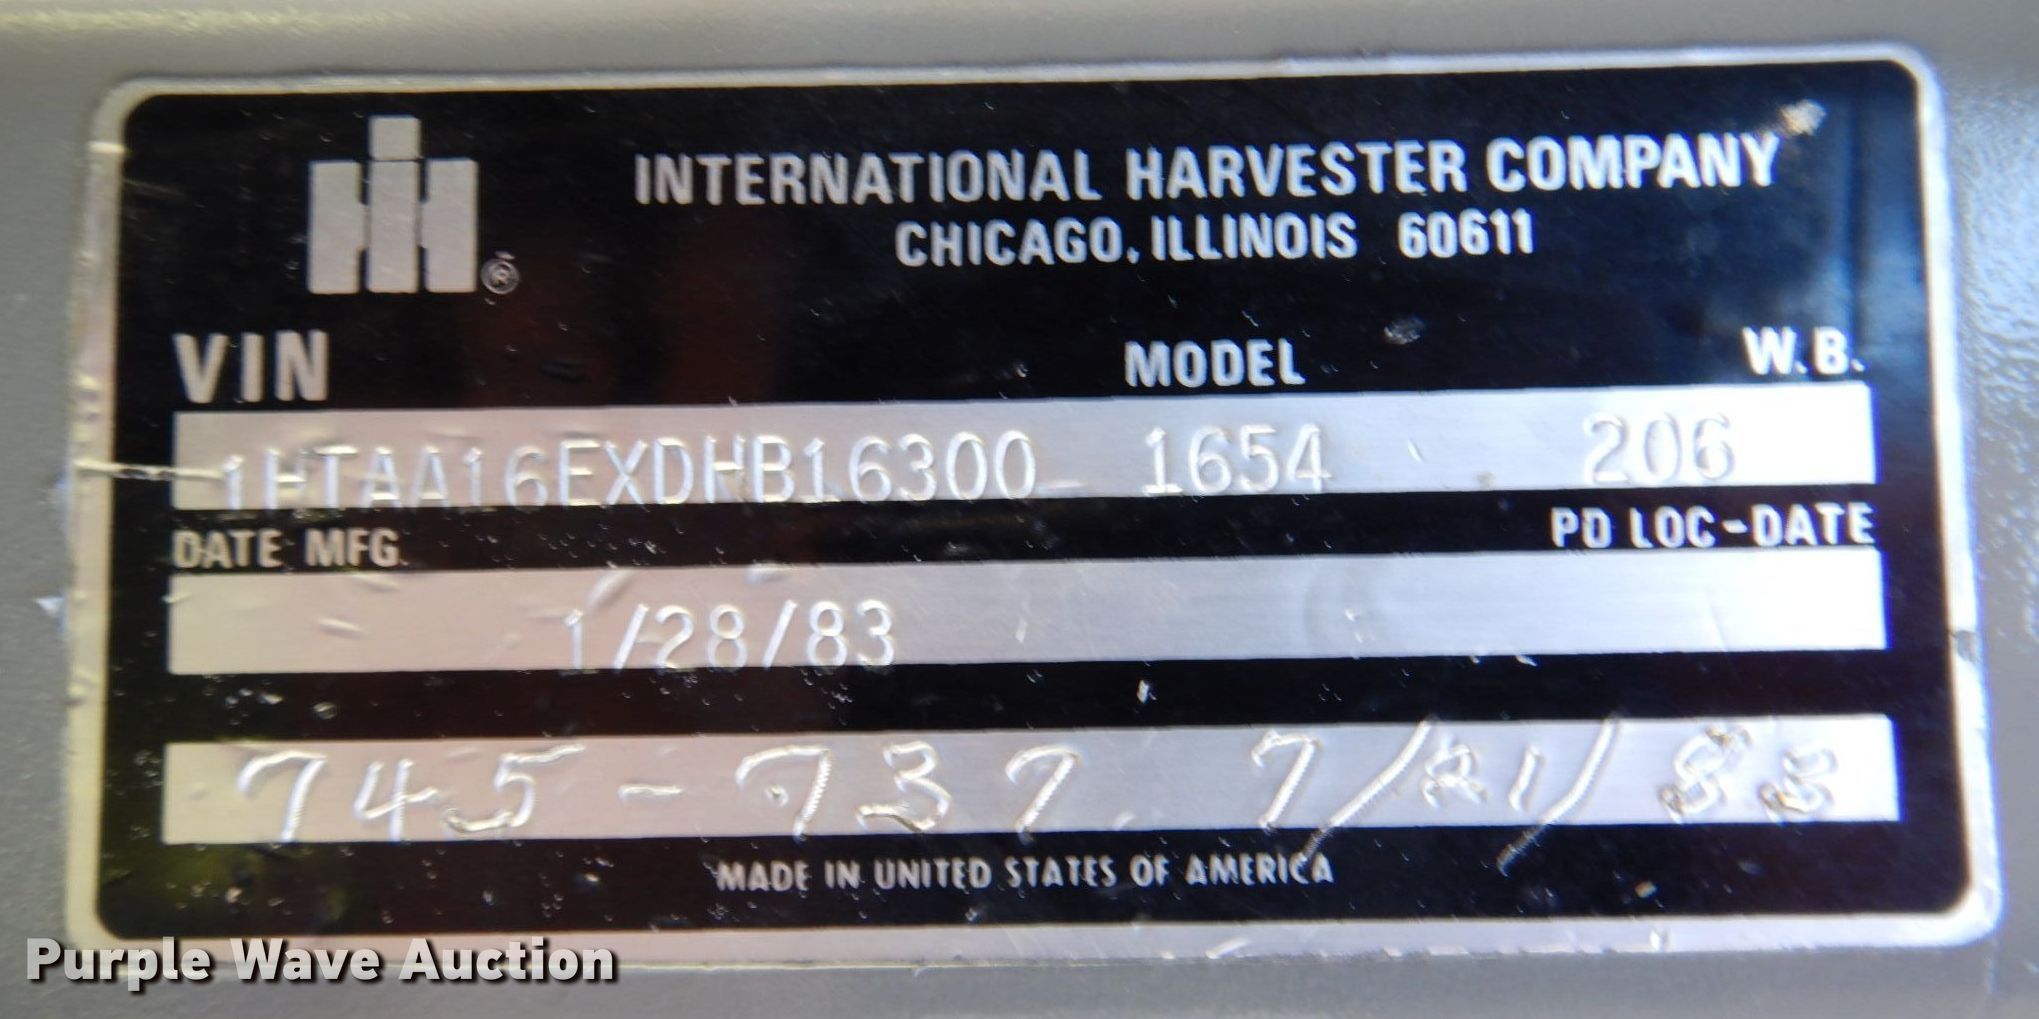 INTERNATIONAL HARVESTER COMPANY
CHICAGO, ILLINOIS 60611
VIN MODEL W.B.
1HTAA16EXDHB16300 1654 206
DATE MFG. PD LOC-DATE
1/28/83
745-737. 7/21/83
MADE IN UNITED STATES OF AMERICA
Purple Wave Auction